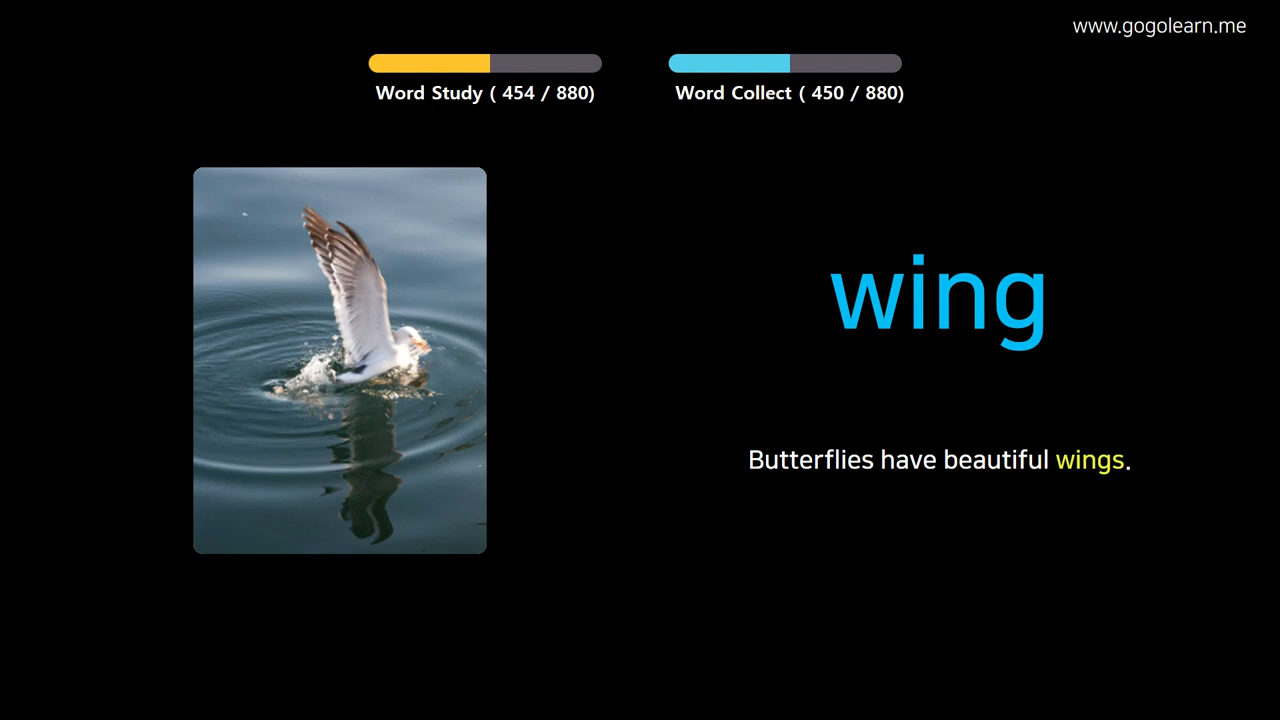 www.gogolearn.me
Word Study ( 454 / 880)
Word Collect ( 450 / 880)
wing
Butterflies have beautiful wings.